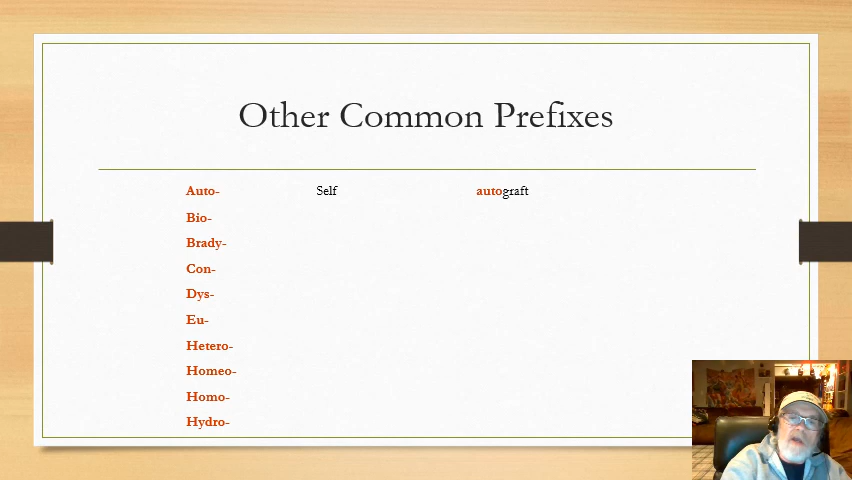 Other Common Prefixes
Auto- Self autograft
Bio-
Brady-
Con-
Dys-
Eu-
Hetero-
Homeo-
Homo-
Hydro-